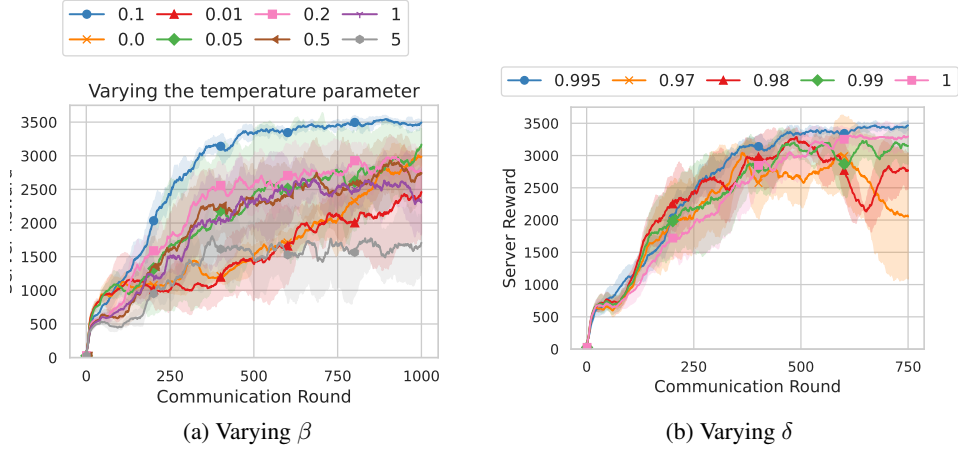 0.1 0.01 0.2 1
0.0 0.05 0.5 5
Varying the temperature parameter
3500
3000
2500
2000
1500
1000
500
0
0 250 500 750 1000
Communication Round
(a) Varying β
0.995 0.97 0.98 0.99 1
Server Reward
3500
3000
2500
2000
1500
1000
500
0
0 250 500 750
Communication Round
(b) Varying δ